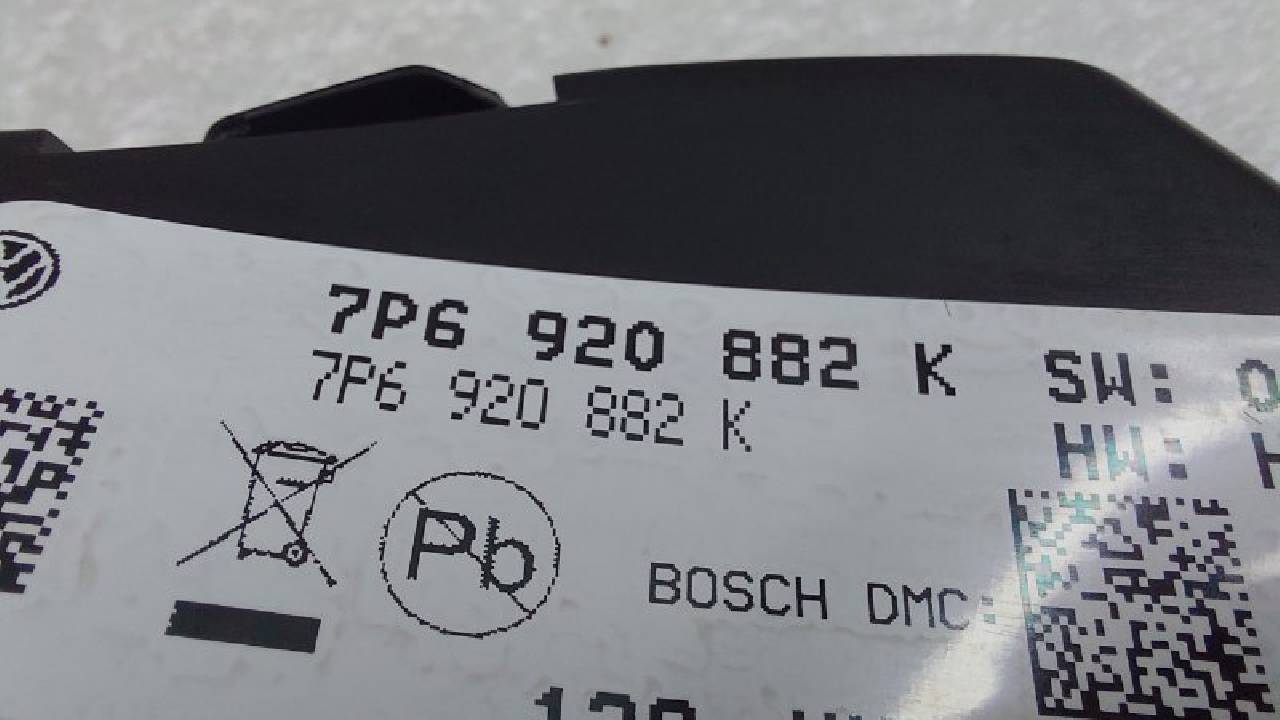 7P6 920 882 K SW:
7P6 920 882 K
HW: H
Pb
BOSCH DMC: